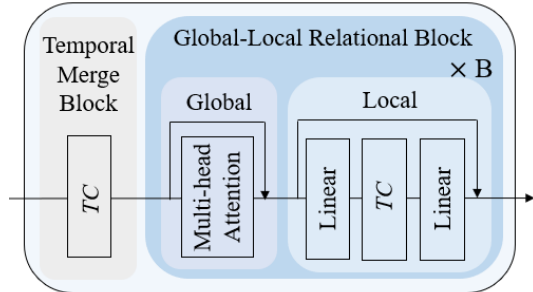 Temporal
Merge
Block
Global-Local Relational Block
× B
Global
Local
TC
Multi-head
Attention
Linear
TC
Linear